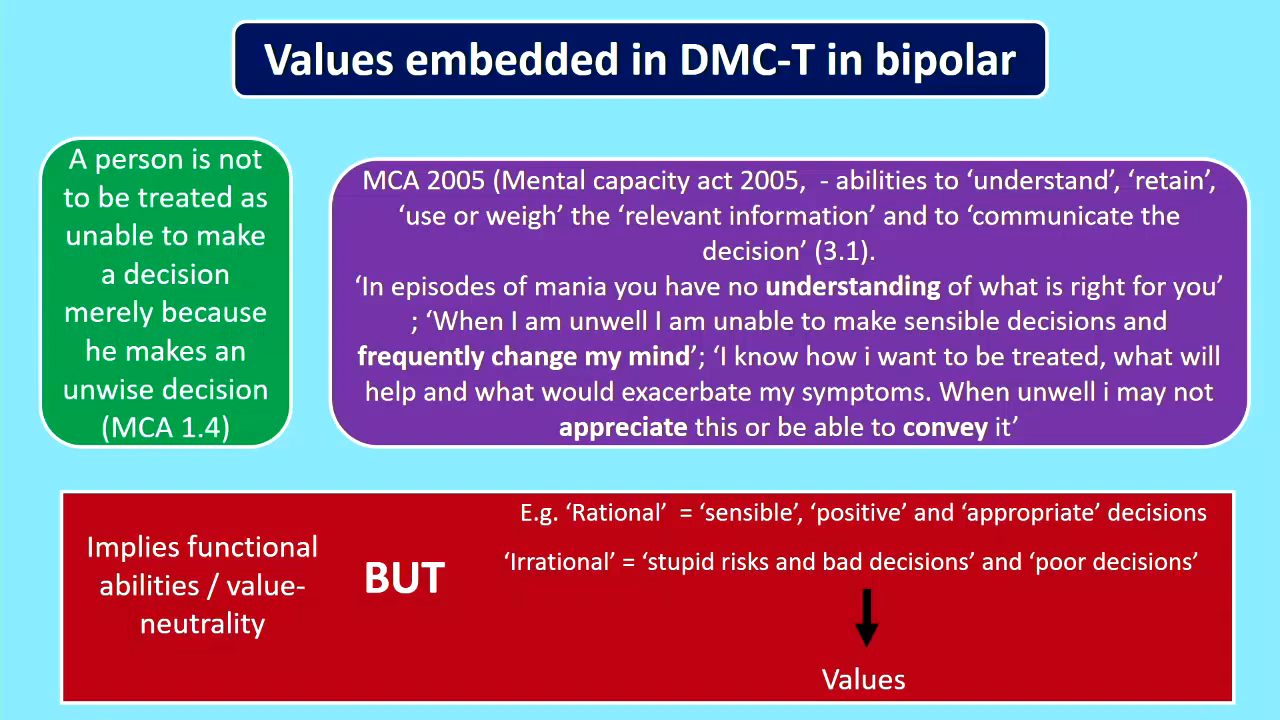 Values embedded in DMC-T in bipolar
A person is not
to be treated as
unable to make
a decision
merely because
he makes an
unwise decision
(MCA 1.4)
MCA 2005 (Mental capacity act 2005,  - abilities to ‘understand’, ‘retain’,
‘use or weigh’ the ‘relevant information’ and to ‘communicate the
decision’ (3.1).
‘In episodes of mania you have no understanding of what is right for you’
; ‘When I am unwell I am unable to make sensible decisions and
frequently change my mind’; ‘I know how i want to be treated, what will
help and what would exacerbate my symptoms. When unwell i may not
appreciate this or be able to convey it’
Implies functional
abilities / value-
neutrality
BUT
E.g. ‘Rational’  = ‘sensible’, ‘positive’ and ‘appropriate’ decisions
‘Irrational’ = ‘stupid risks and bad decisions’ and ‘poor decisions’
Values